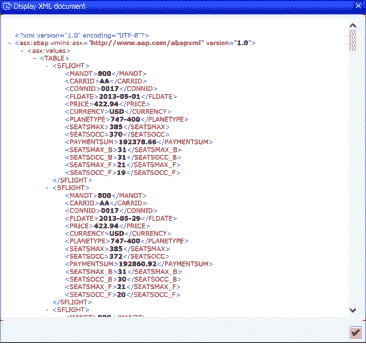 Display XML document
<?xml version="1.0" encoding="UTF-8"?>
- <asx:abap xmlns:asx="http://www.sap.com/abapxml" version="1.0">
- <asx:values>
- <TABLE>
- <SFLIGHT>
<MANDT>800</MANDT>
<CARRID>AA</CARRID>
<CONNID>0017</CONNID>
<FLDATE>2013-05-01</FLDATE>
<PRICE>422.94</PRICE>
<CURRENCY>USD</CURRENCY>
<PLANETYPE>747-400</PLANETYPE>
<SEATSMAX>385</SEATSMAX>
<SEATSOCC>370</SEATSOCC>
<PAYMENTSUM>192378.66</PAYMENTSUM>
<SEATSMAX_B>31</SEATSMAX_B>
<SEATSOCC_B>31</SEATSOCC_B>
<SEATSMAX_F>21</SEATSMAX_F>
<SEATSOCC_F>19</SEATSOCC_F>
</SFLIGHT>
- <SFLIGHT>
<MANDT>800</MANDT>
<CARRID>AA</CARRID>
<CONNID>0017</CONNID>
<FLDATE>2013-05-29</FLDATE>
<PRICE>422.94</PRICE>
<CURRENCY>USD</CURRENCY>
<PLANETYPE>747-400</PLANETYPE>
<SEATSMAX>385</SEATSMAX>
<SEATSOCC>372</SEATSOCC>
<PAYMENTSUM>192860.92</PAYMENTSUM>
<SEATSMAX_B>31</SEATSMAX_B>
<SEATSOCC_B>30</SEATSOCC_B>
<SEATSMAX_F>21</SEATSMAX_F>
<SEATSOCC_F>20</SEATSOCC_F>
</SFLIGHT>
- <SFLIGHT>